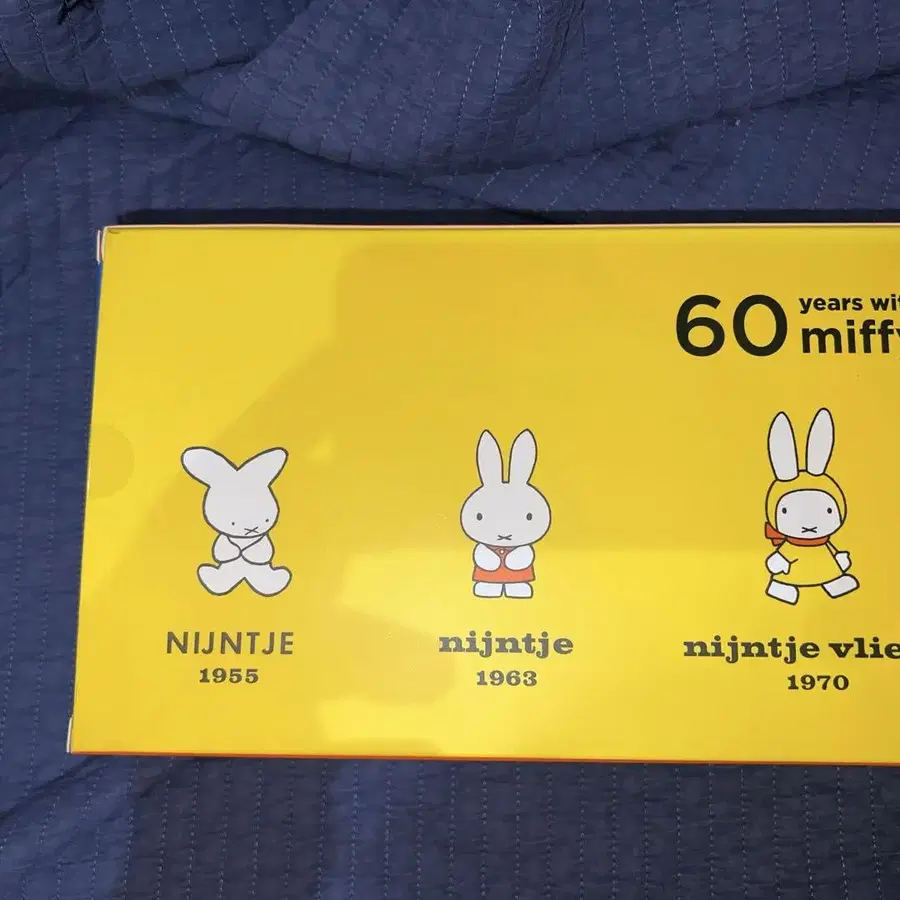 60 years wit
miffy
NIJNTJE
1955
nijntje
1963
nijntje vlie
1970